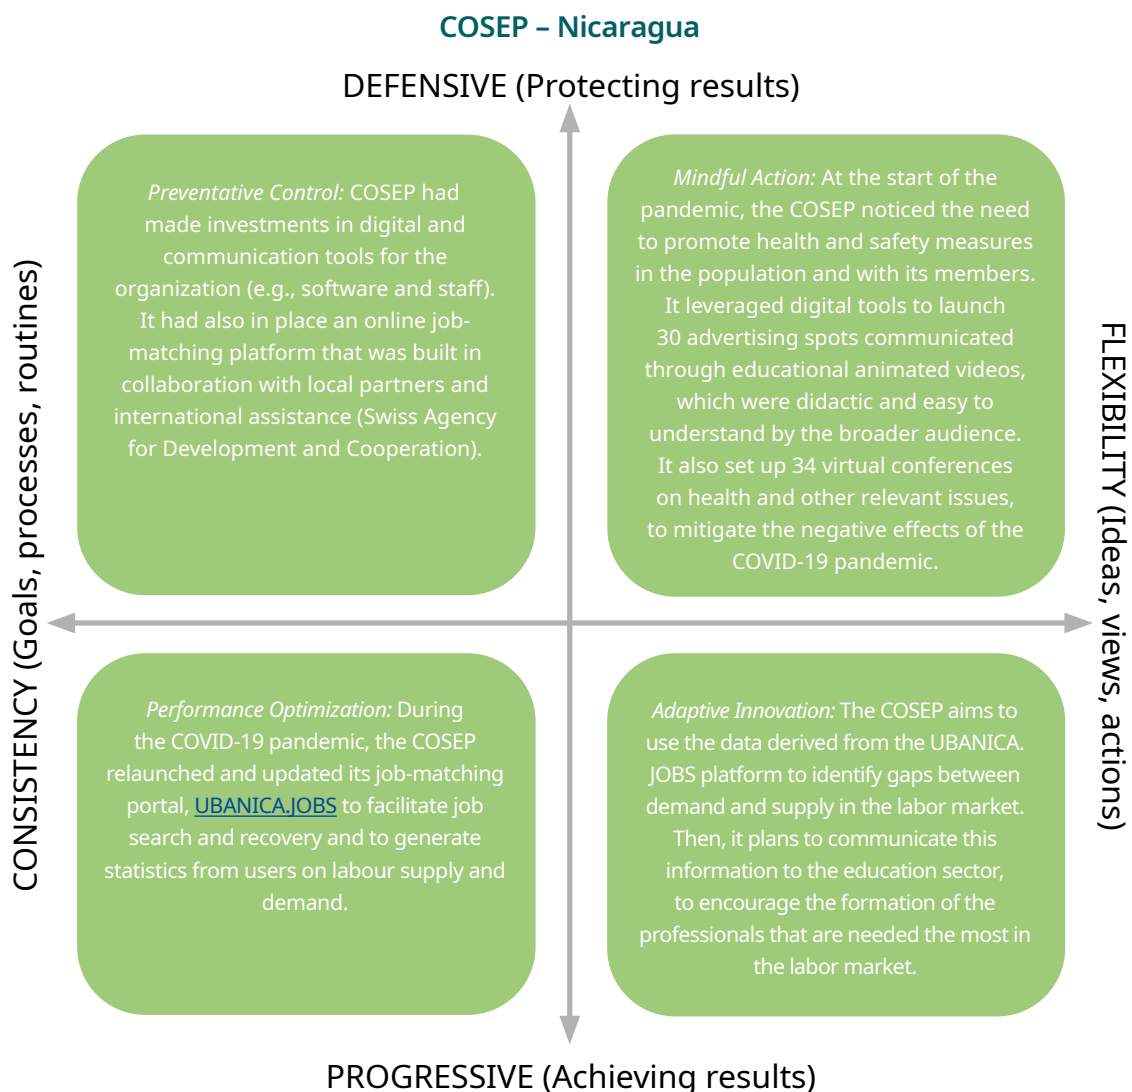 COSEP – Nicaragua
DEFENSIVE (Protecting results)
CONSISTENCY (Goals, processes, routines)
Preventative Control: COSEP had
made investments in digital and
communication tools for the
organization (e.g., software and staff).
It had also in place an online job-
matching platform that was built in
collaboration with local partners and
international assistance (Swiss Agency
for Development and Cooperation).
Mindful Action: At the start of the
pandemic, the COSEP noticed the need
to promote health and safety measures
in the population and with its members.
It leveraged digital tools to launch
30 advertising spots communicated
through educational animated videos,
which were didactic and easy to
understand by the broader audience.
It also set up 34 virtual conferences
on health and other relevant issues,
to mitigate the negative effects of the
COVID-19 pandemic.
FLEXIBILITY (Ideas, views, actions)
Performance Optimization: During
the COVID-19 pandemic, the COSEP
relaunched and updated its job-matching
portal, UBANICA.JOBS to facilitate job
search and recovery and to generate
statistics from users on labour supply and
demand.
Adaptive Innovation: The COSEP aims to
use the data derived from the UBANICA.
JOBS platform to identify gaps between
demand and supply in the labor market.
Then, it plans to communicate this
information to the education sector,
to encourage the formation of the
professionals that are needed the most in
the labor market.
PROGRESSIVE (Achieving results)